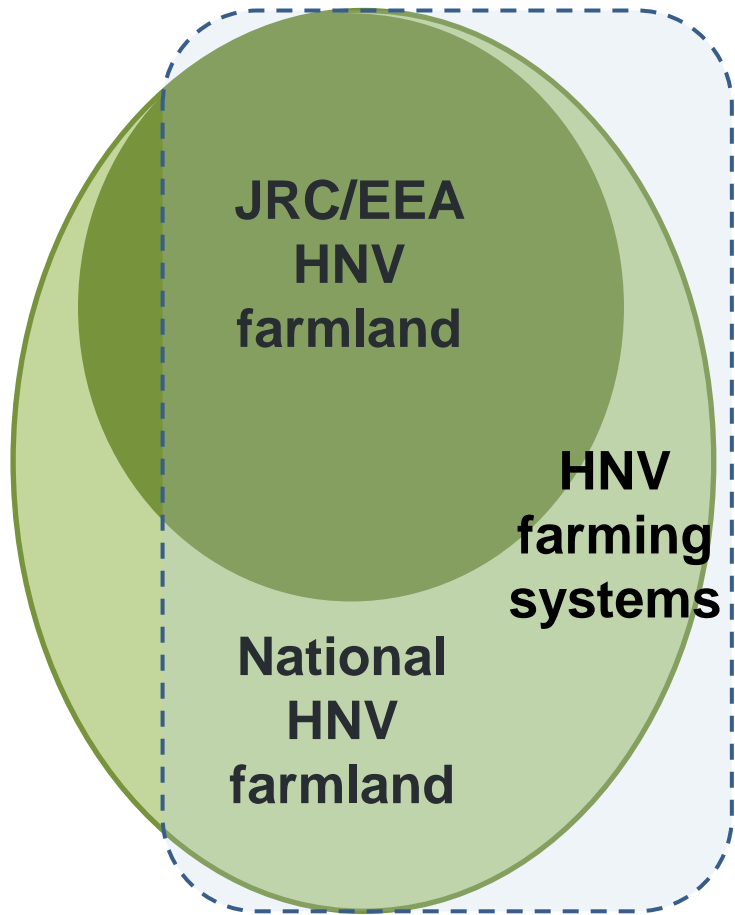 JRC/EEA
HNV
farmland
HNV
farming
systems
National
HNV
farmland